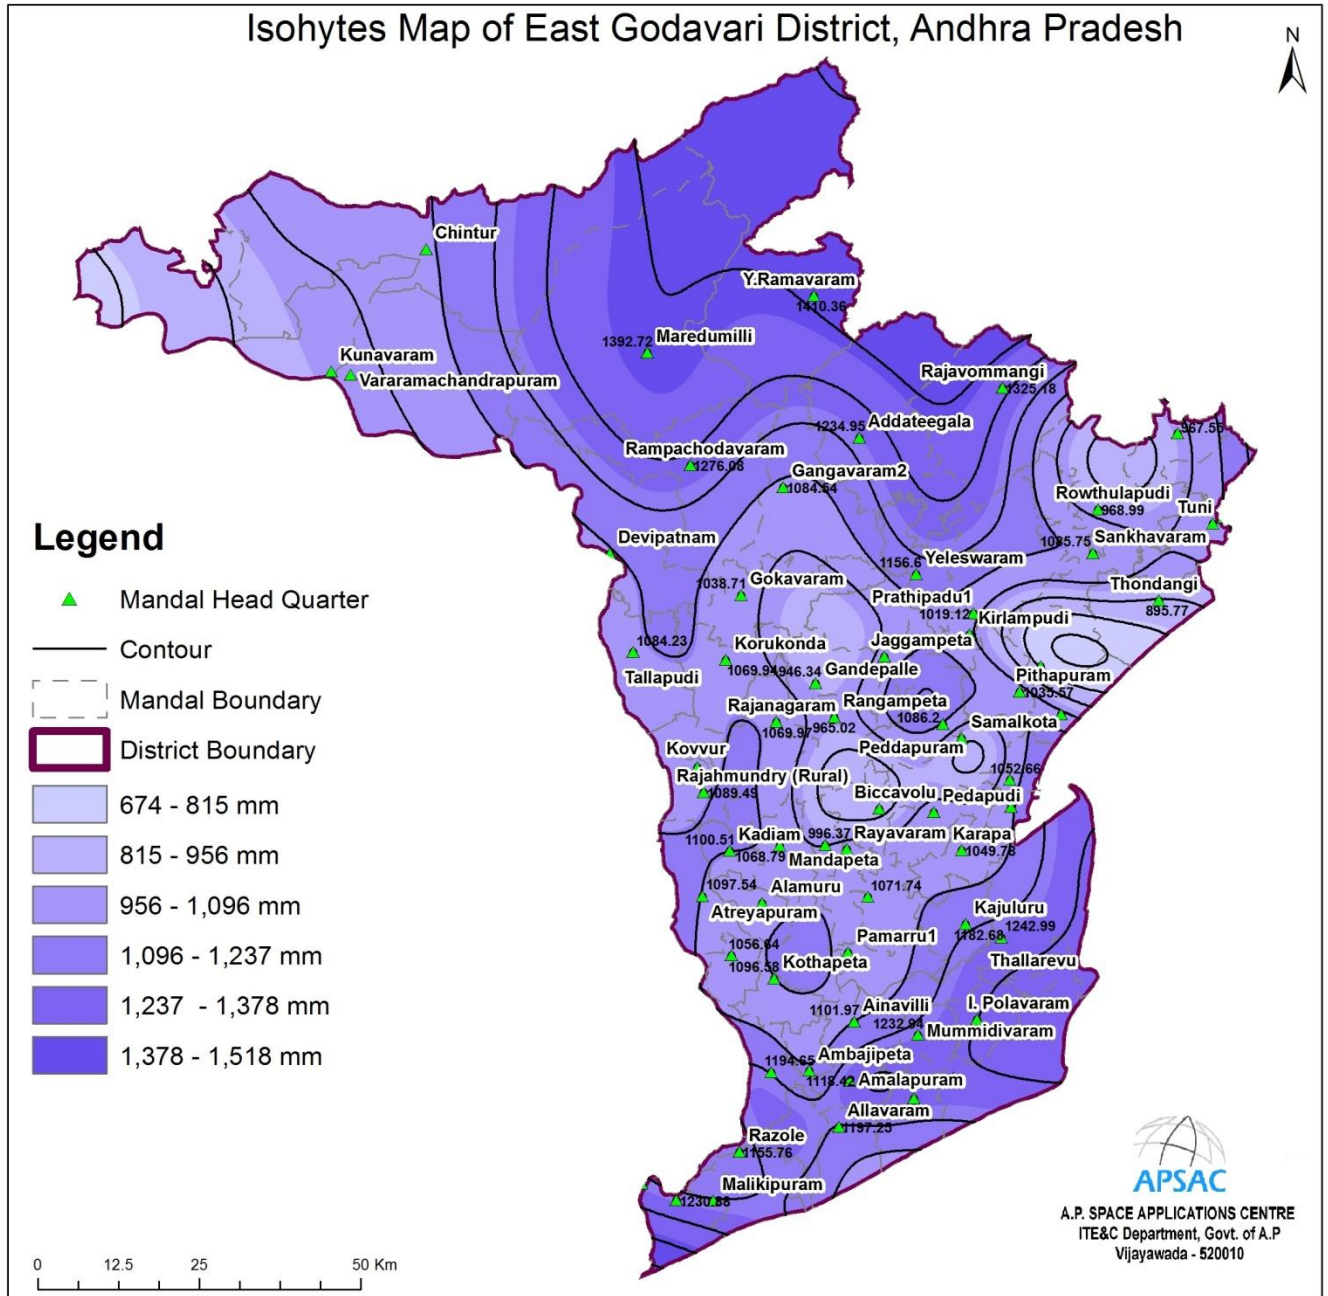 Isohytes Map of East Godavari District, Andhra Pradesh
N
Chintur
Y.Ramavaram
1410.36
1392.72
Maredumilli
Kunavaram
Vararamachandrapuram
Rajavommangi
1325.18
1234.95
Addateegala
967.55
Rampachodavaram
1276.08
Gangavaram2
1084.64
Rowthulapudi
968.99
Tuni
Devipatnam
1035.75
Sankhavaram
1156.6
Yeleswaram
1038.71
Gokavaram
Thondangi
895.77
Prathipadu1
1019.12
Kirlampudi
1084.23
Korukonda
Jaggampeta
Tallapudi
1069.94
946.34
Gandepalle
Pithapuram
1035.57
Rajanagaram
Rangampeta
1069.97
965.02
1086.2
Samalkota
Kovvur
Peddapuram
Rajahmundry (Rural)
1052.66
1089.49
Biccavolu
Pedapudi
1100.51
Kadiam
996.37
Rayavaram
Karapa
1068.79
Mandapeta
1049.78
1097.54
Alamuru
1071.74
Atreyapuram
Kajuluru
1182.68
1242.99
1056.64
Pamarru1
Thallarevu
1096.58
Kothapeta
1101.97
Ainavilli
I. Polavaram
1232.94
Mummidivaram
1194.65
Ambajipeta
1118.42
Amalapuram
Allavaram
1197.25
Razole
1155.76
Malikipuram
1230.88
Legend
Mandal Head Quarter
Contour
Mandal Boundary
District Boundary
674 - 815 mm
815 - 956 mm
956 - 1,096 mm
1,096 - 1,237 mm
1,237 - 1,378 mm
1,378 - 1,518 mm
0 12.5 25 50 Km
APSAC
A.P. SPACE APPLICATIONS CENTRE
ITE&C Department, Govt. of A.P
Vijayawada - 520010